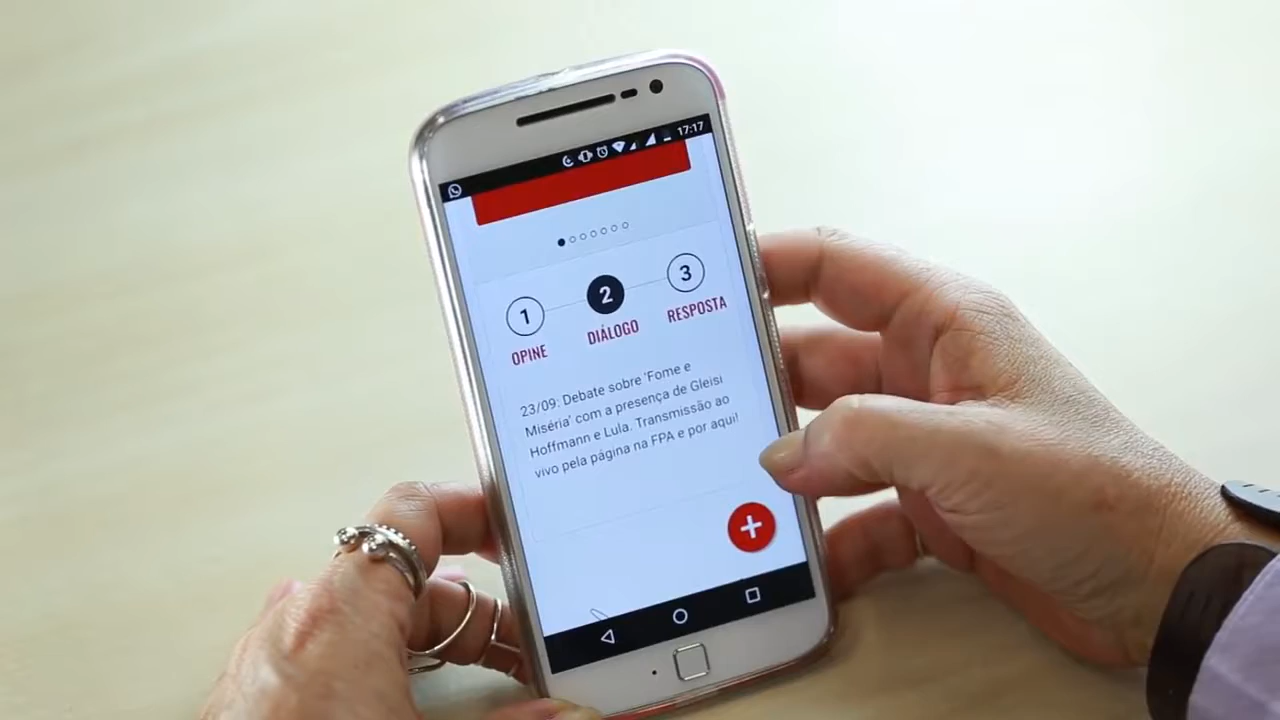 17:17
1
2
3
OPINE
DIÁLOGO
RESPOSTA
23/09: Debate sobre 'Fome e
Miséria' com a presença de Gleisi
Hoffmann e Lula. Transmissão ao
vivo pela página na FPA e por aqui!
+